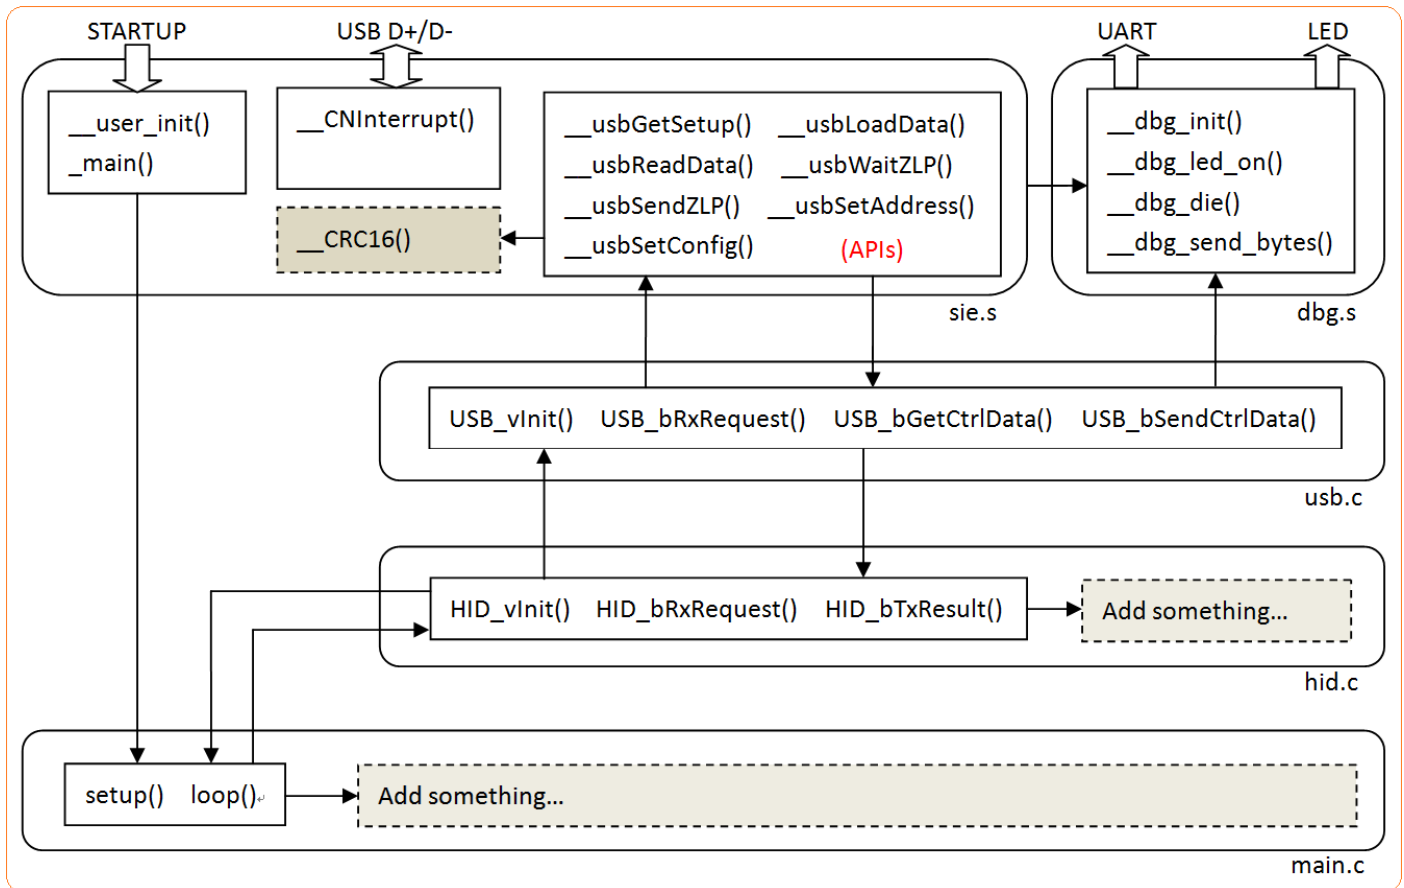 STARTUP
USB D+/D-
UART
LED
__user_init()
_main()
__CNInterrupt()
__CRC16()
__usbGetSetup() __usbLoadData()
__usbReadData() __usbWaitZLP()
__usbSendZLP() __usbSetAddress()
__usbSetConfig() (APIs)
sie.s
__dbg_init()
__dbg_led_on()
__dbg_die()
__dbg_send_bytes()
dbg.s
USB_vInit() USB_bRxRequest() USB_bGetCtrlData() USB_bSendCtrlData()
usb.c
HID_vInit() HID_bRxRequest() HID_bTxResult()
Add something...
hid.c
setup() loop()
Add something...
main.c